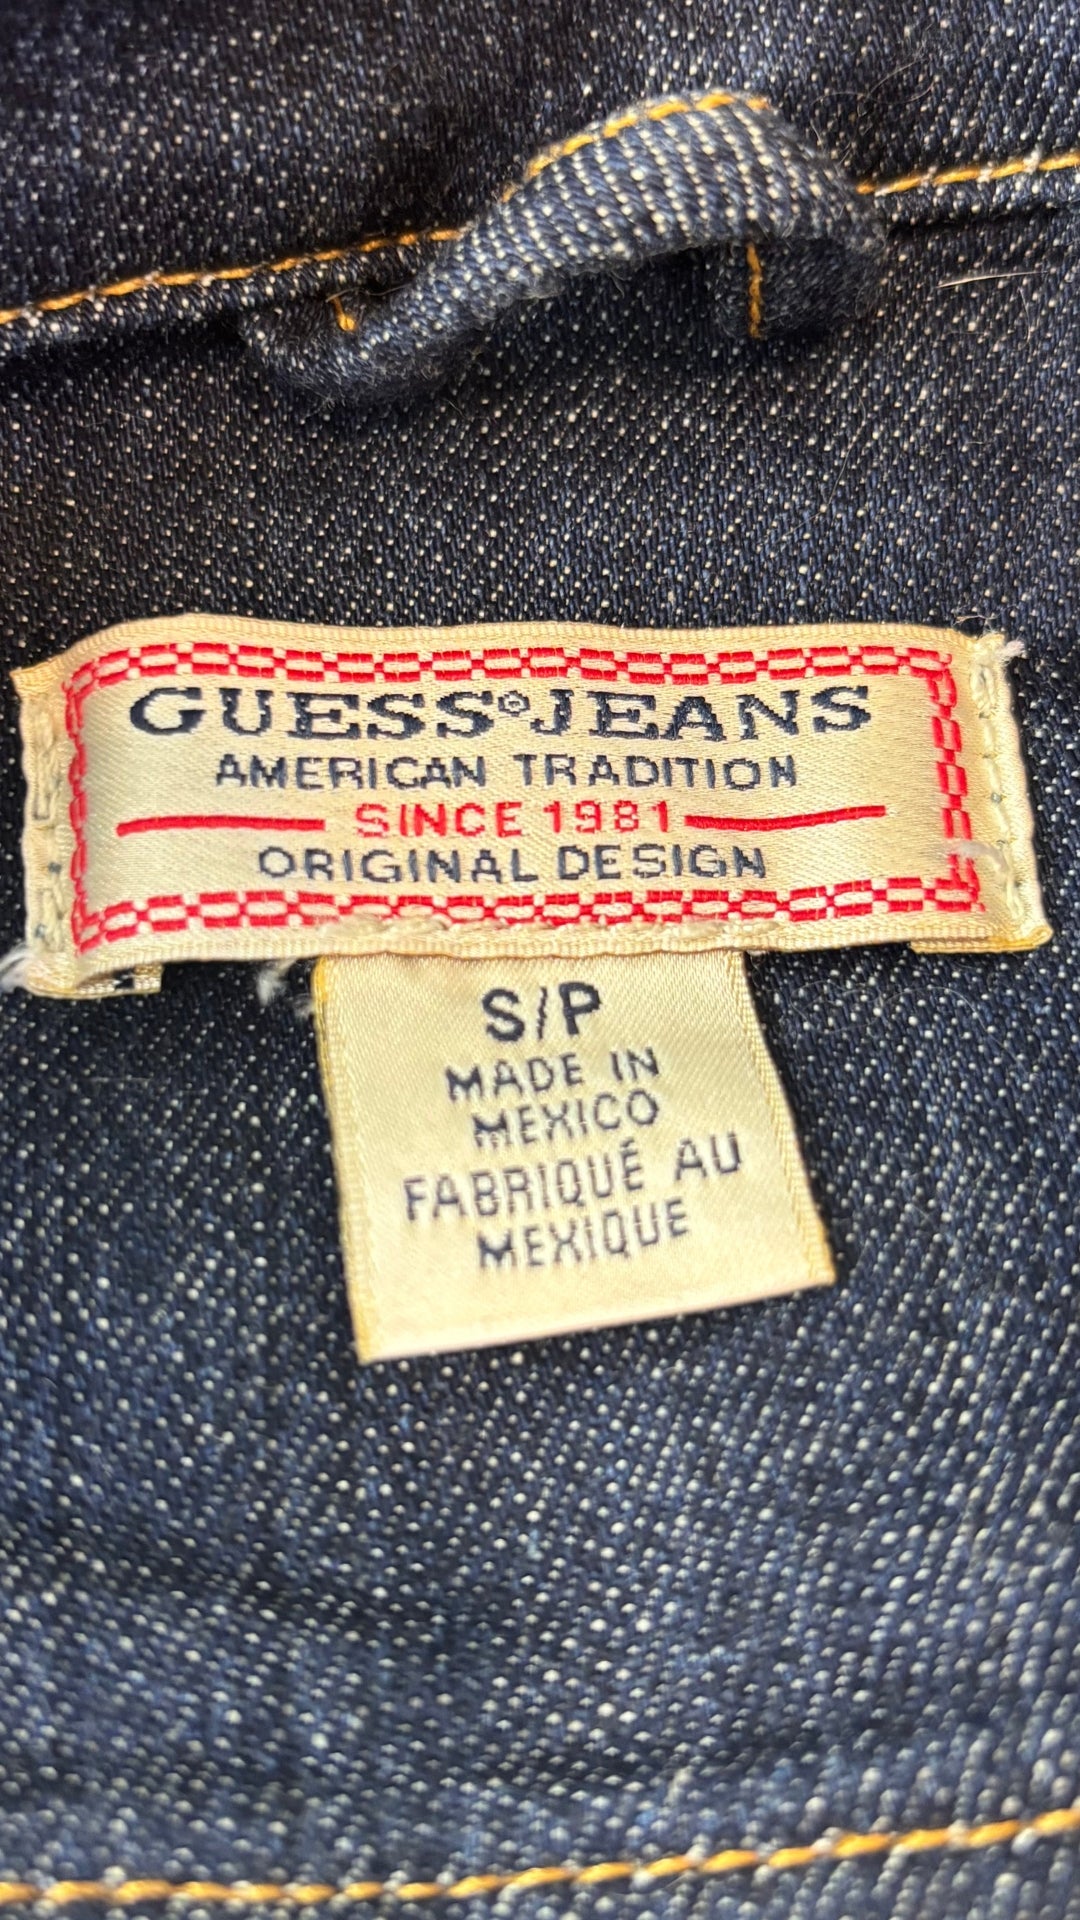 GUESS® JEANS
AMERICAN TRADITION
SINCE 1981
ORIGINAL DESIGN
S/P
MADE IN
MEXICO
FABRIQUÉ AU
MEXIQUE